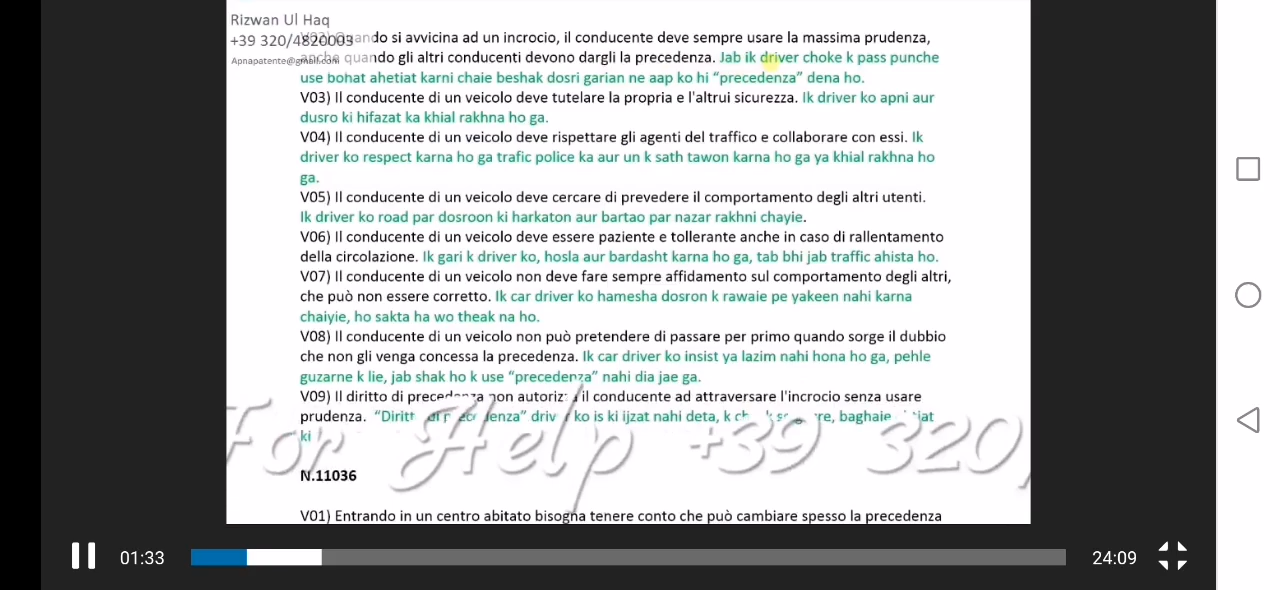 Rizwan Ul Haq
+39 320/4820003
Apnapatente@gmail.com
V02) Quando si avvicina ad un incrocio, il conducente deve sempre usare la massima prudenza,
anche quando gli altri conducenti devono dargli la precedenza. Jab ik driver choke k pass punche
use bohat ahetiat karni chaie beshak dosri garian ne aap ko hi “precedenza” dena ho.
V03) Il conducente di un veicolo deve tutelare la propria e l'altrui sicurezza. Ik driver ko apni aur
dusro ki hifazat ka khial rakhna ho ga.
V04) Il conducente di un veicolo deve rispettare gli agenti del traffico e collaborare con essi. Ik
driver ko respect karna ho ga trafic police ka aur un k sath tawon karna ho ga ya khial rakhna ho
ga.
V05) Il conducente di un veicolo deve cercare di prevedere il comportamento degli altri utenti.
Ik driver ko road par dosroon ki harkaton aur bartao par nazar rakhni chayie.
V06) Il conducente di un veicolo deve essere paziente e tollerante anche in caso di rallentamento
della circolazione. Ik gari k driver ko, hosla aur bardasht karna ho ga, tab bhi jab traffic ahista ho.
V07) Il conducente di un veicolo non deve fare sempre affidamento sul comportamento degli altri,
che può non essere corretto. Ik car driver ko hamesha dosron k rawaie pe yakeen nahi karna
chaiyie, ho sakta ha wo theak na ho.
V08) Il conducente di un veicolo non può pretendere di passare per primo quando sorge il dubbio
che non gli venga concessa la precedenza. Ik car driver ko insist ya lazim nahi hona ho ga, pehle
guzarne k lie, jab shak ho k use “precedenza” nahi dia jae ga.
V09) Il diritto di precedenza non autorizza il conducente ad attraversare l'incrocio senza usare
prudenza. “Diritto di precedenza” driver ko is ki ijzat nahi deta, k baghaie
ki
For Help +39 320
N.11036
V01) Entrando in un centro abitato bisogna tenere conto che può cambiare spesso la precedenza
01:33
24:09